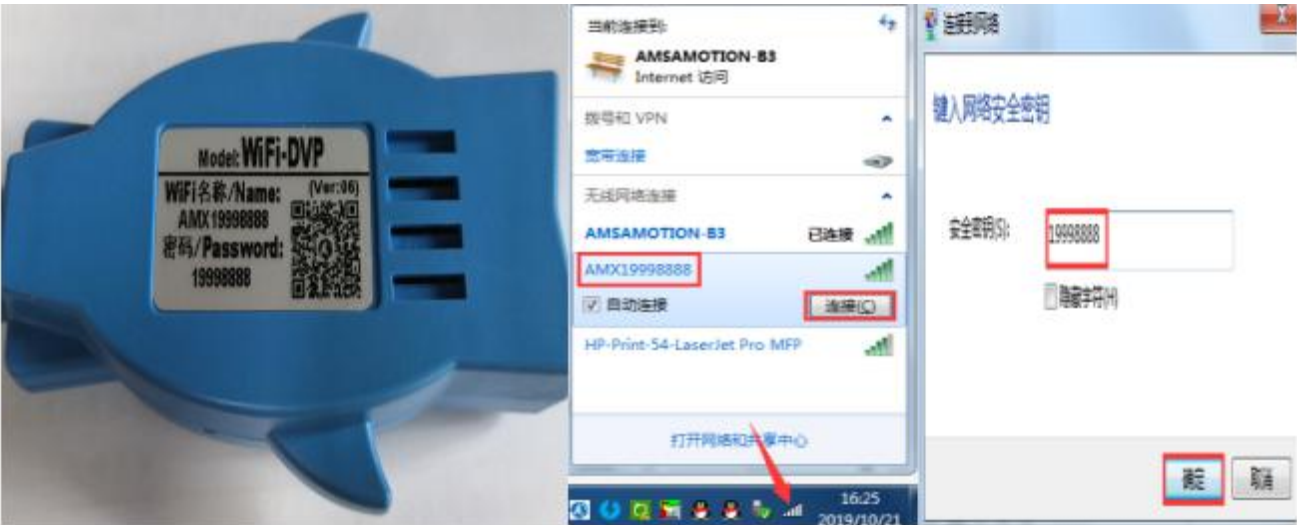 Model: WiFi-DVP
WiFi名称/Name: (Ver:06)
AMX19998888
密码/Password:
19998888
当前连接到:
AMSAMOTION-B3
Internet 访问
拨号和 VPN
宽带连接
无线网络连接
AMSAMOTION-B3 已连接
AMX19998888
自动连接 连接(C)
HP-Print-54-LaserJet Pro MFP
打开网络和共享中心
16:25
2019/10/21
连接到网络
键入网络安全密钥
安全密钥(S): 19998888
隐藏字符(H)
确定 取消